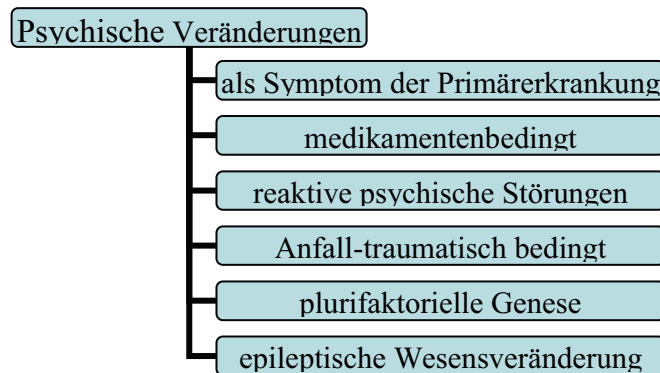 Psychische Veränderungen
als Symptom der Primärerkrankung
medikamentenbedingt
reaktive psychische Störungen
Anfall-traumatisch bedingt
plurifaktorielle Genese
epileptische Wesensveränderung